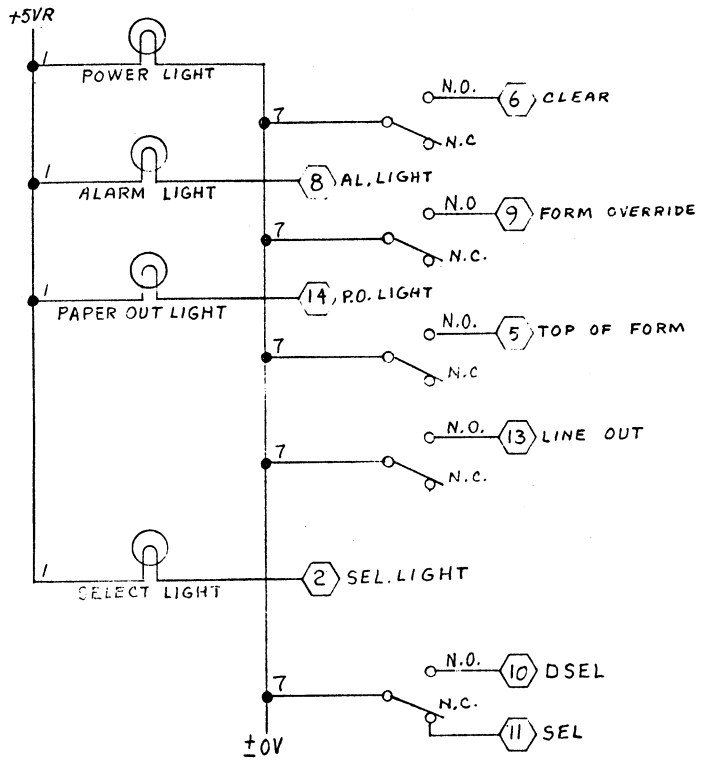 +5VR
1
POWER LIGHT
N.O. 6 CLEAR
7
N.C
1
ALARM LIGHT
8 AL. LIGHT
N.O 9 FORM OVERRIDE
7
N.C.
1
PAPER OUT LIGHT
14 P.O. LIGHT
N.O. 5 TOP OF FORM
7
N.C
N.O. 13 LINE OUT
7
N.C.
1
SELECT LIGHT
2 SEL. LIGHT
N.O. 10 DSEL
7
N.C.
11 SEL
±0V